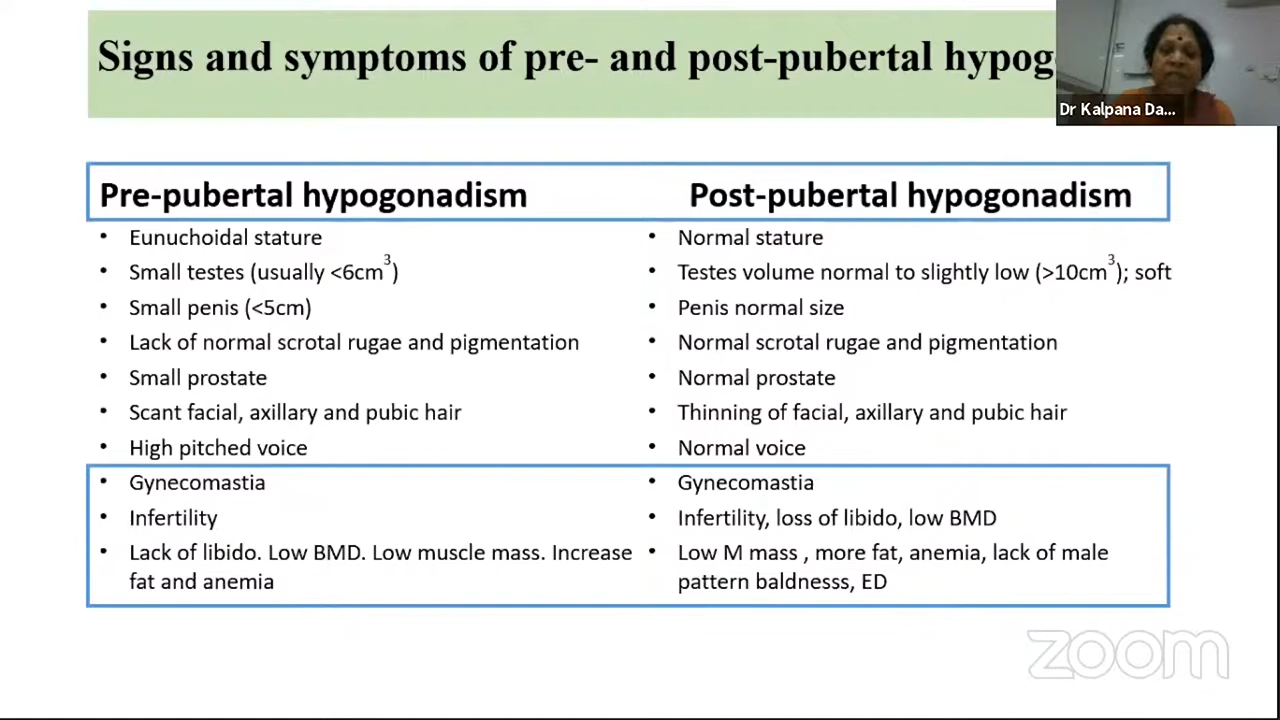 Signs and symptoms of pre- and post-pubertal hypog
Dr Kalpana Da...
Pre-pubertal hypogonadism
Post-pubertal hypogonadism
• Eunuchoidal stature
• Small testes (usually <6cm³)
• Small penis (<5cm)
• Lack of normal scrotal rugae and pigmentation
• Small prostate
• Scant facial, axillary and pubic hair
• High pitched voice
• Gynecomastia
• Infertility
• Lack of libido. Low BMD. Low muscle mass. Increase
fat and anemia
• Normal stature
• Testes volume normal to slightly low (>10cm³); soft
• Penis normal size
• Normal scrotal rugae and pigmentation
• Normal prostate
• Thinning of facial, axillary and pubic hair
• Normal voice
• Gynecomastia
• Infertility, loss of libido, low BMD
• Low M mass , more fat, anemia, lack of male
pattern baldnesss, ED
zoom